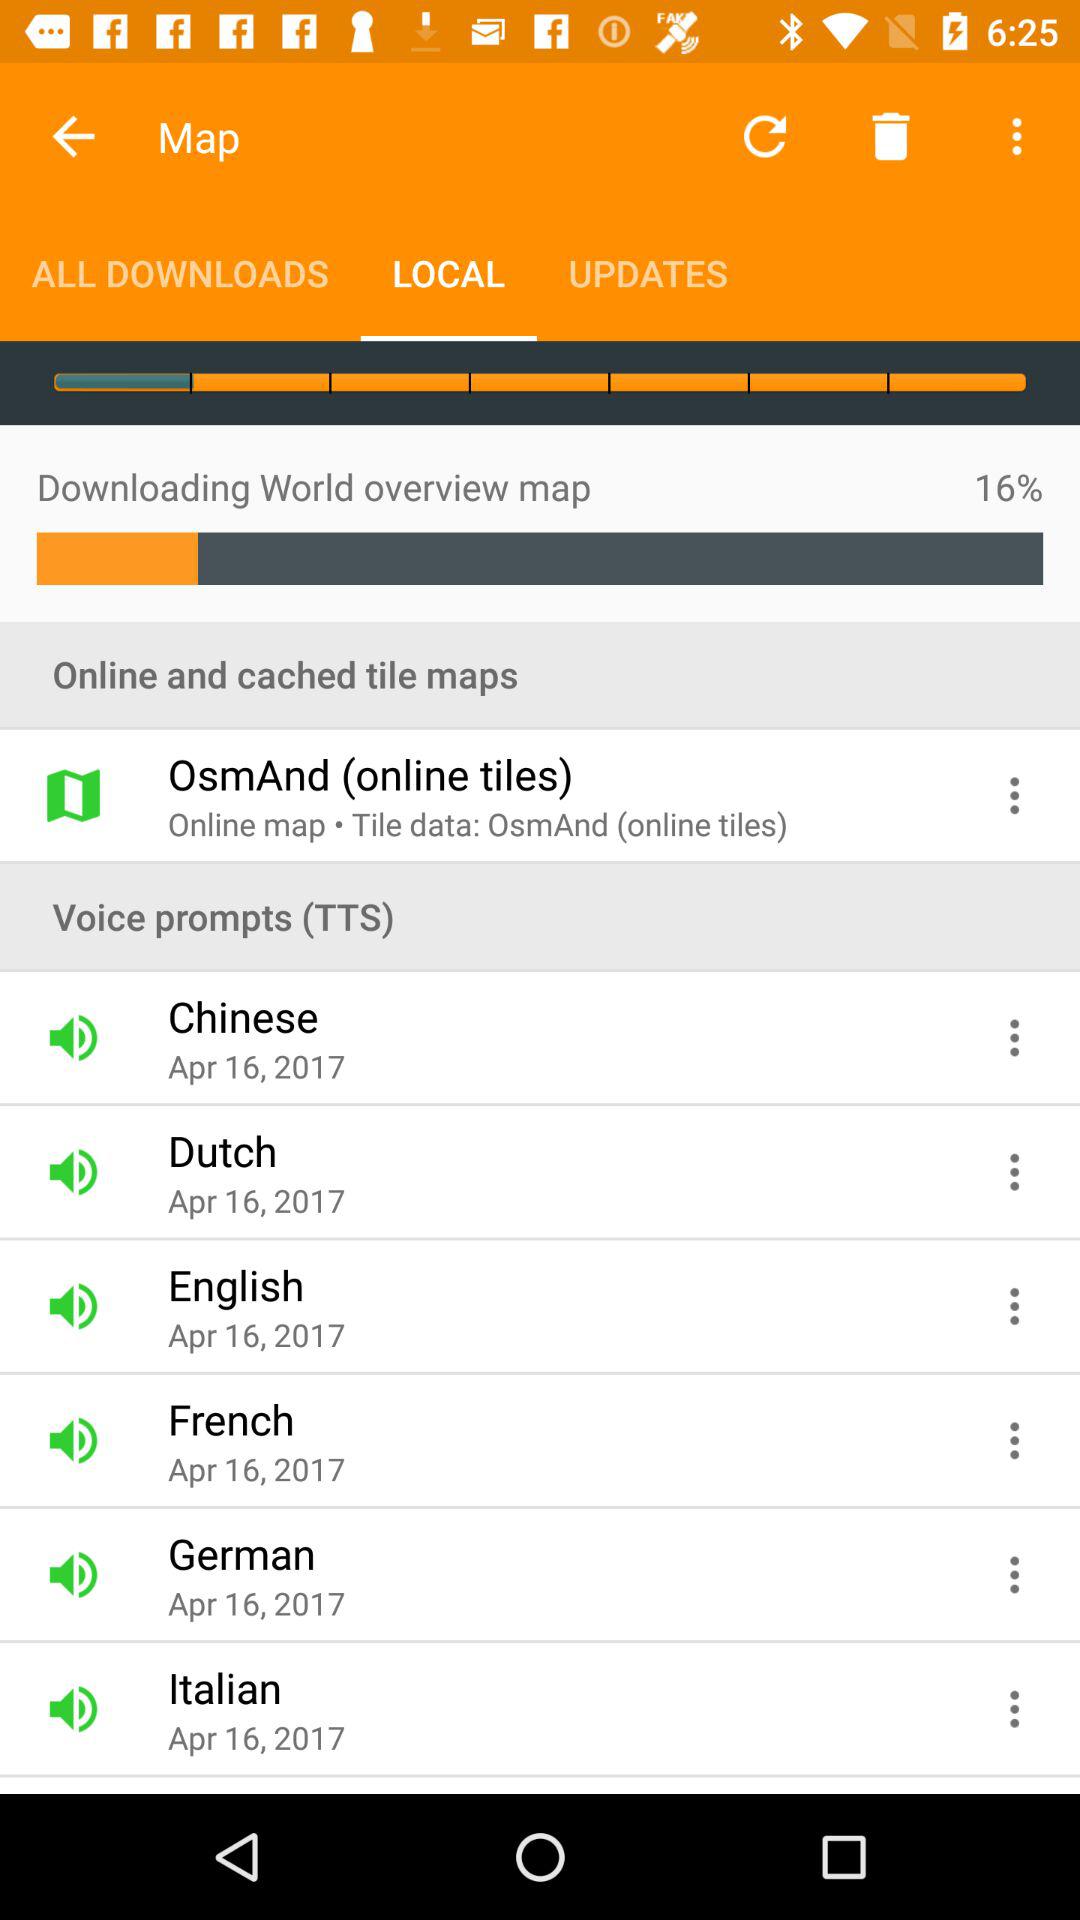 FAKE
6:25
Map
ALL DOWNLOADS LOCAL UPDATES
Downloading World overview map 16%
Online and cached tile maps
OsmAnd (online tiles)
Online map • Tile data: OsmAnd (online tiles)
Voice prompts (TTS)
Chinese
Apr 16, 2017
Dutch
Apr 16, 2017
English
Apr 16, 2017
French
Apr 16, 2017
German
Apr 16, 2017
Italian
Apr 16, 2017